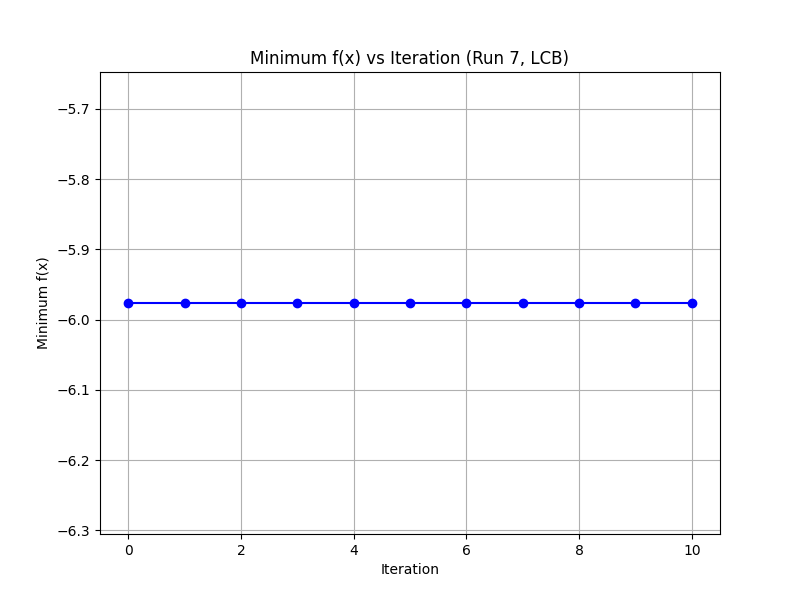 Minimum f(x) vs Iteration (Run 7, LCB)
−5.7
−5.8
−5.9
−6.0
−6.1
−6.2
−6.3
Minimum f(x)
0 2 4 6 8 10
Iteration